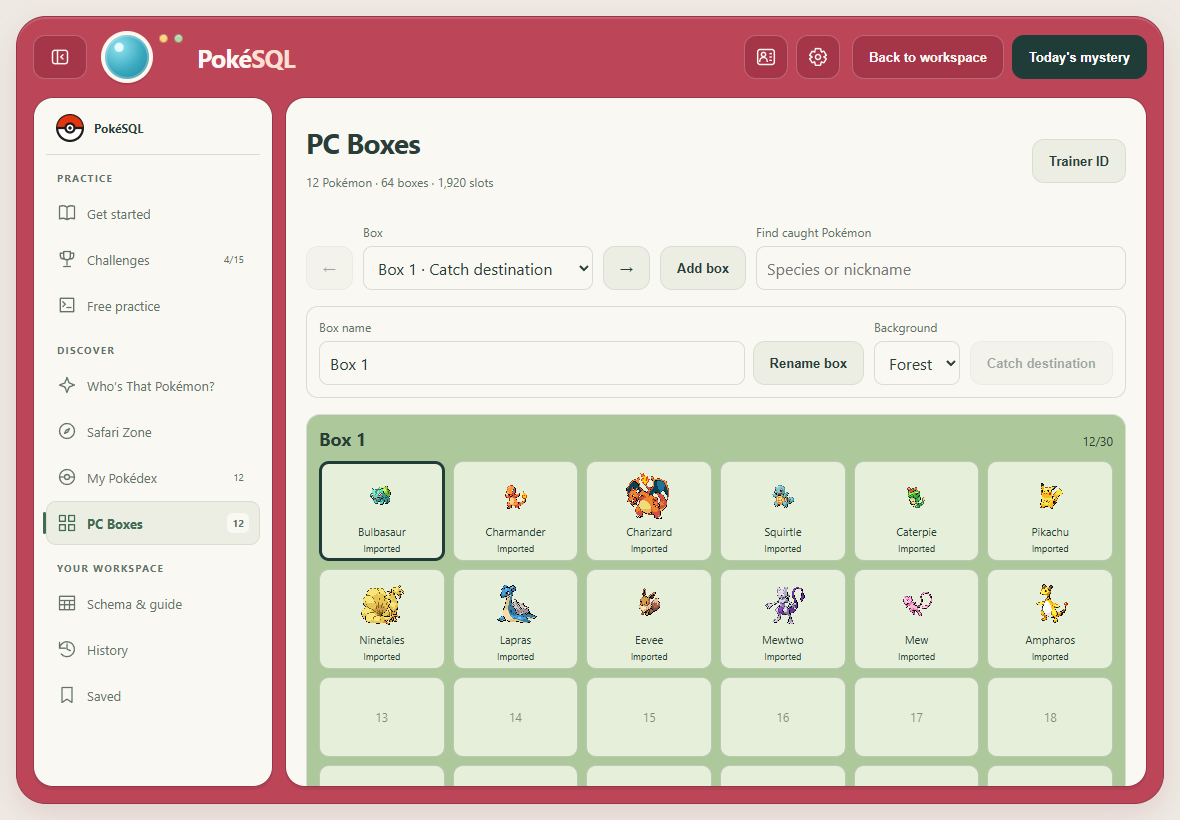 PokéSQL
Back to workspace
Today's mystery
PokéSQL
PRACTICE
Get started
Challenges 4/15
Free practice
DISCOVER
Who's That Pokémon?
Safari Zone
My Pokédex 12
PC Boxes 12
YOUR WORKSPACE
Schema & guide
History
Saved
PC Boxes
12 Pokémon · 64 boxes · 1,920 slots
Trainer ID
Box
Find caught Pokémon
← Box 1 · Catch destination → Add box Species or nickname
Box name
Background
Box 1 Rename box Forest Catch destination
Box 1 12/30
Bulbasaur Charmander Charizard Squirtle Caterpie Pikachu
Imported Imported Imported Imported Imported Imported
Ninetales Lapras Eevee Mewtwo Mew Ampharos
Imported Imported Imported Imported Imported Imported
13 14 15 16 17 18